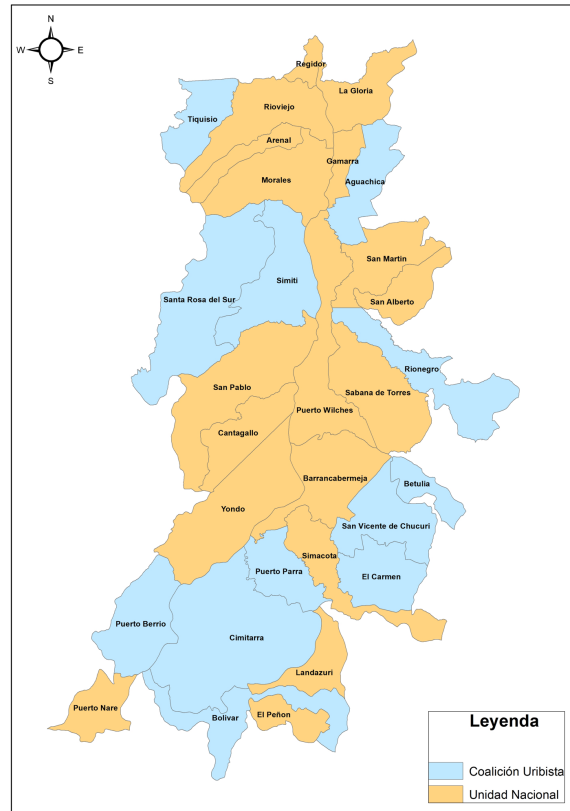 N
W E
S
Regidor
La Gloria
Rioviejo
Tiquisio
Arenal
Gamarra
Morales
Aguachica
San Martin
Simiti
Santa Rosa del Sur
San Alberto
Rionegro
San Pablo
Sabana de Torres
Puerto Wilches
Cantagallo
Barrancabermeja
Betulia
Yondo
San Vicente de Chucuri
Simacota
Puerto Parra
El Carmen
Puerto Berrio
Cimitarra
Landazuri
Puerto Nare
El Peñon
Bolivar
Leyenda
Coalición Uribista
Unidad Nacional